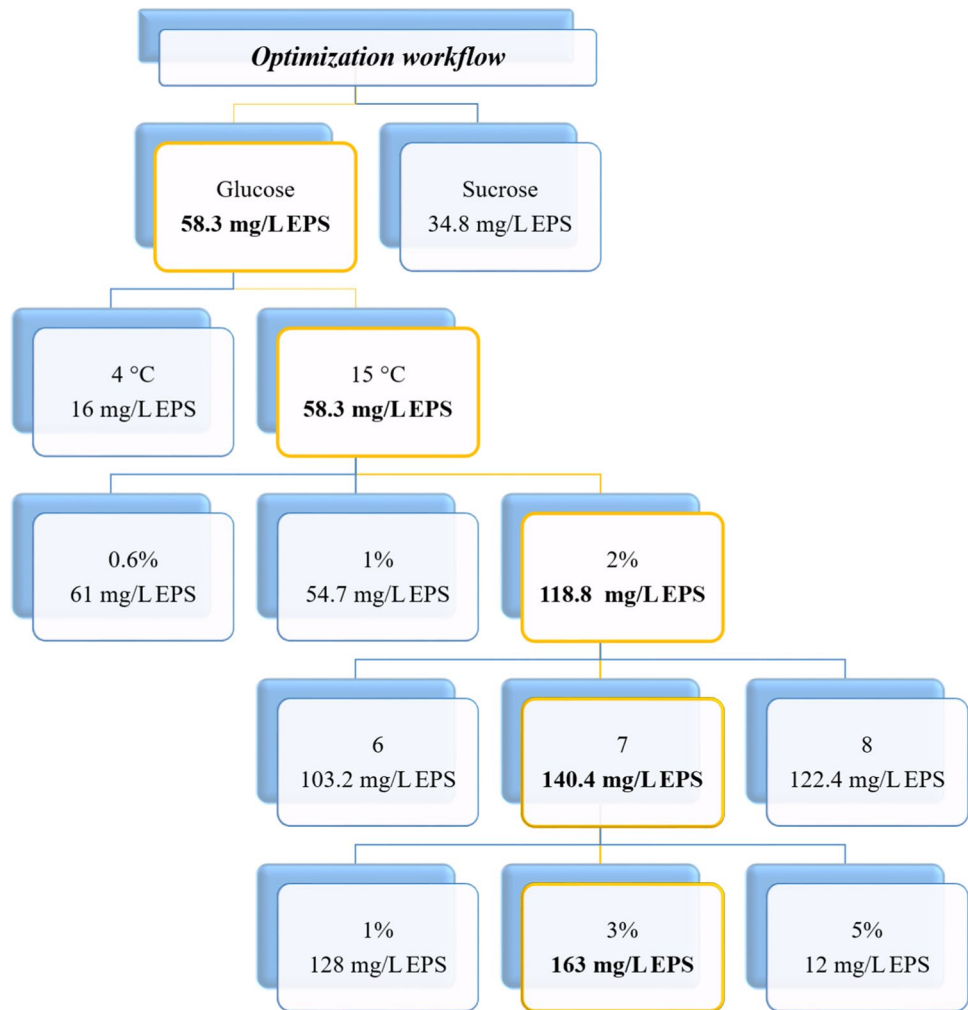 Optimization workflow
Glucose
58.3 mg/L EPS
Sucrose
34.8 mg/L EPS
4 °C
16 mg/L EPS
15 °C
58.3 mg/L EPS
0.6%
61 mg/L EPS
1%
54.7 mg/L EPS
2%
118.8 mg/L EPS
6
103.2 mg/L EPS
7
140.4 mg/L EPS
8
122.4 mg/L EPS
1%
128 mg/L EPS
3%
163 mg/L EPS
5%
12 mg/L EPS